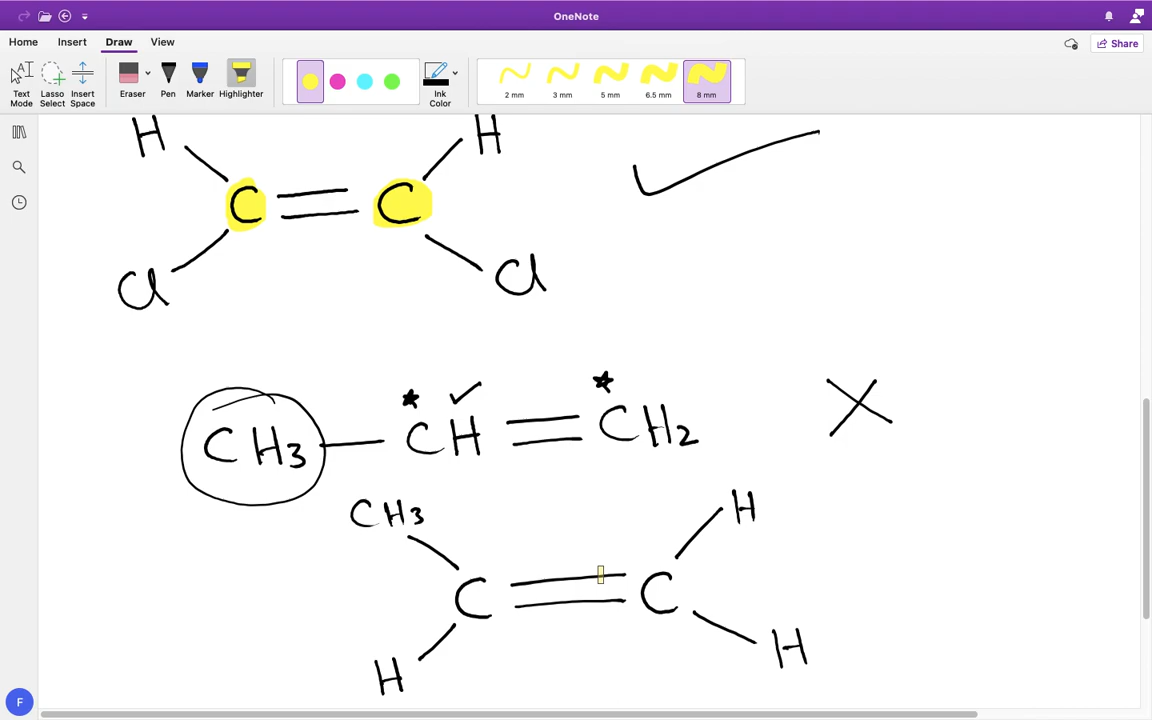 OneNote
Home Insert Draw View
Share
Text Mode
Lasso Select
Insert Space
Eraser
Pen
Marker
Highlighter
Ink Color
2 mm 3 mm 5 mm 6.5 mm 8 mm
H H
C = C
Cl Cl
CH3 — CH = CH2
CH3 H
C = C
H H
F